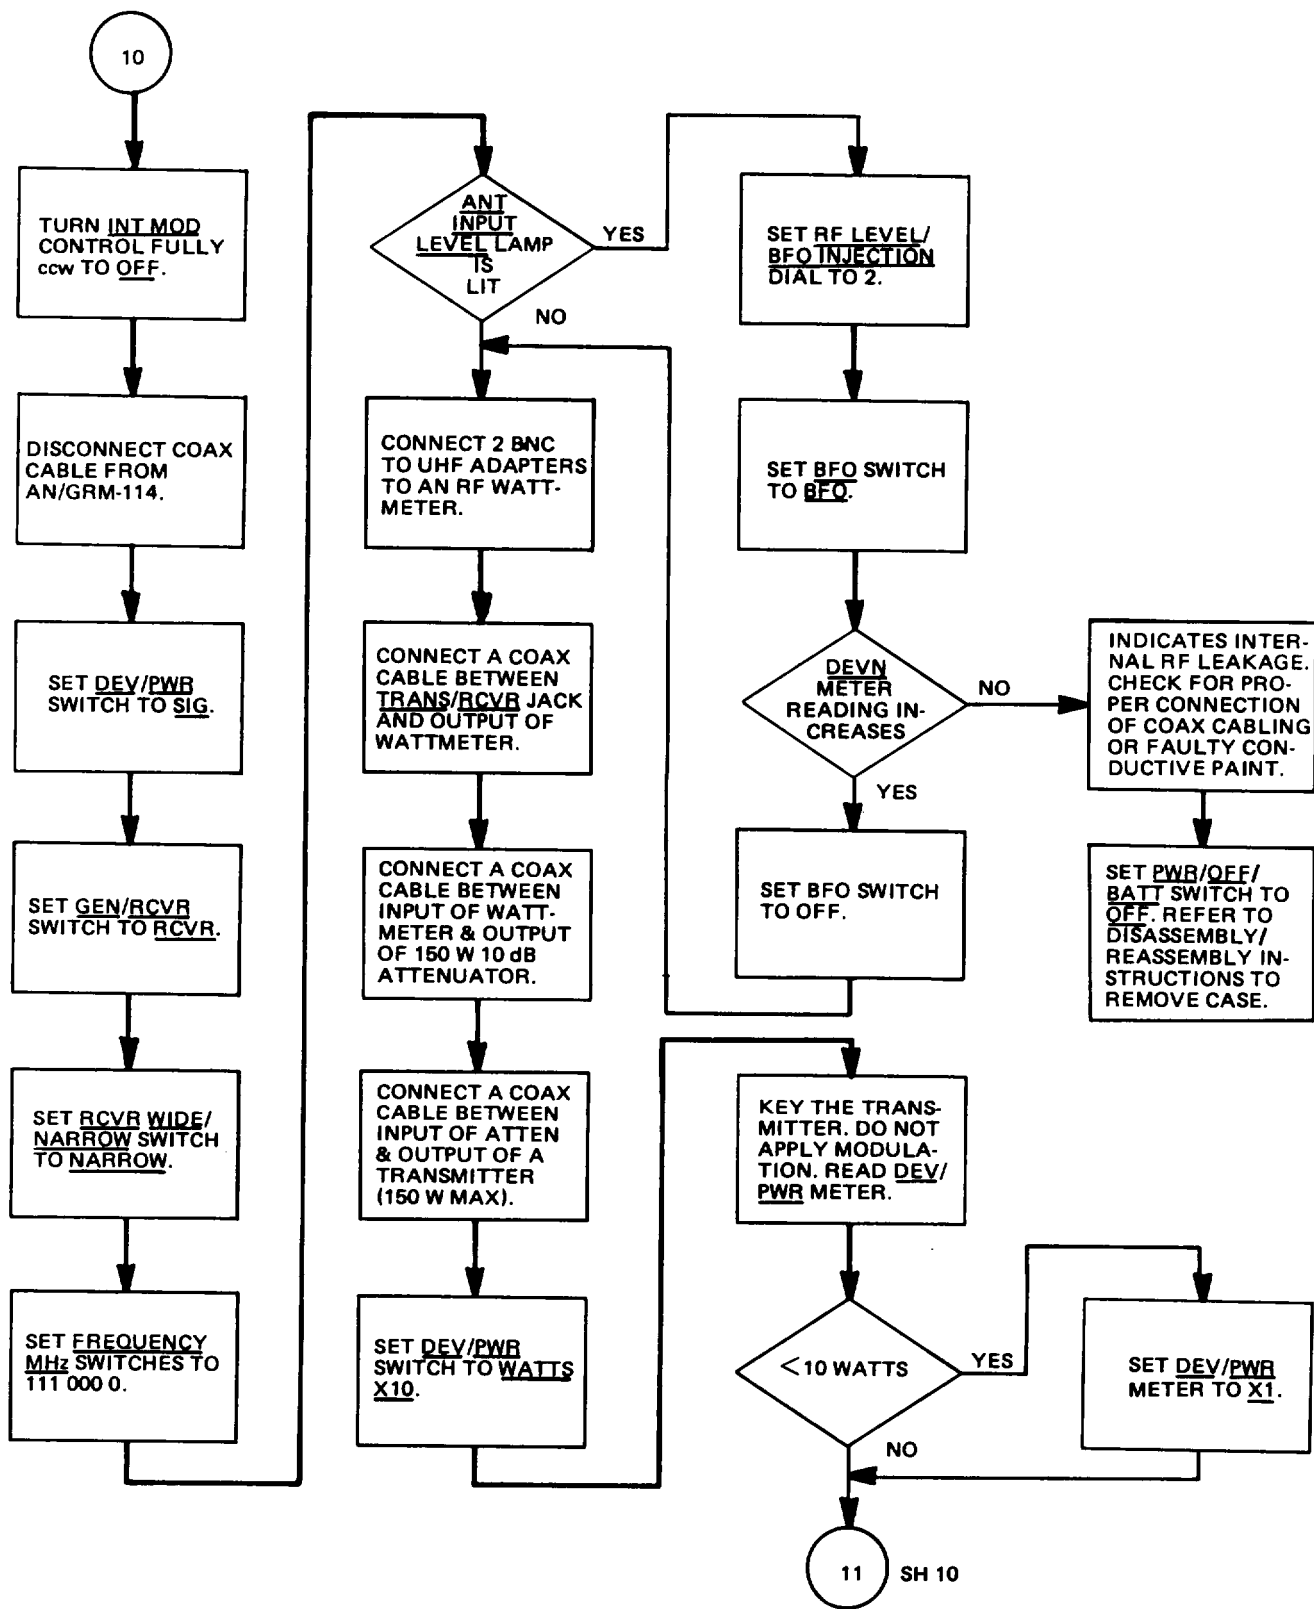 10
TURN INT MOD
CONTROL FULLY
ccw TO OFF.
DISCONNECT COAX
CABLE FROM
AN/GRM-114.
SET DEV/PWR
SWITCH TO SIG.
SET GEN/RCVR
SWITCH TO RCVR.
SET RCVR WIDE/
NARROW SWITCH
TO NARROW.
SET FREQUENCY
MHz SWITCHES TO
111 000 0.
ANT
INPUT
LEVEL LAMP
IS
LIT
YES
NO
CONNECT 2 BNC
TO UHF ADAPTERS
TO AN RF WATT-
METER.
CONNECT A COAX
CABLE BETWEEN
TRANS/RCVR JACK
AND OUTPUT OF
WATTMETER.
CONNECT A COAX
CABLE BETWEEN
INPUT OF WATT-
METER & OUTPUT
OF 150 W 10 dB
ATTENUATOR.
CONNECT A COAX
CABLE BETWEEN
INPUT OF ATTEN
& OUTPUT OF A
TRANSMITTER
(150 W MAX).
SET DEV/PWR
SWITCH TO WATTS
X10.
SET RF LEVEL/
BFO INJECTION
DIAL TO 2.
SET BFO SWITCH
TO BFO.
DEVN
METER
READING IN-
CREASES
NO
YES
INDICATES INTER-
NAL RF LEAKAGE.
CHECK FOR PRO-
PER CONNECTION
OF COAX CABLING
OR FAULTY CON-
DUCTIVE PAINT.
SET PWR/OFF/
BATT SWITCH TO
OFF. REFER TO
DISASSEMBLY/
REASSEMBLY IN-
STRUCTIONS TO
REMOVE CASE.
SET BFO SWITCH
TO OFF.
KEY THE TRANS-
MITTER. DO NOT
APPLY MODULA-
TION. READ DEV/
PWR METER.
<10 WATTS
YES
NO
SET DEV/PWR
METER TO X1.
11 SH 10